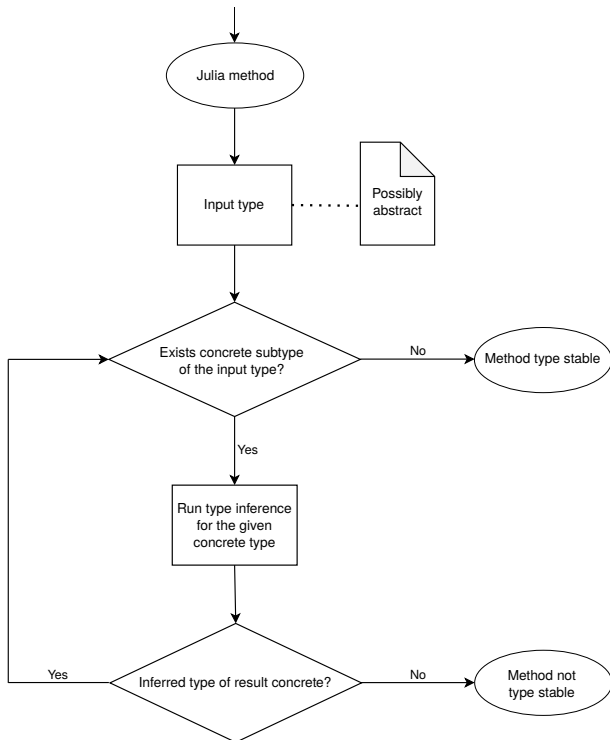 Julia method
Input type
Possibly
abstract
Exists concrete subtype
of the input type?
No
Method type stable
Yes
Run type inference
for the given
concrete type
Yes
Inferred type of result concrete?
No
Method not
type stable